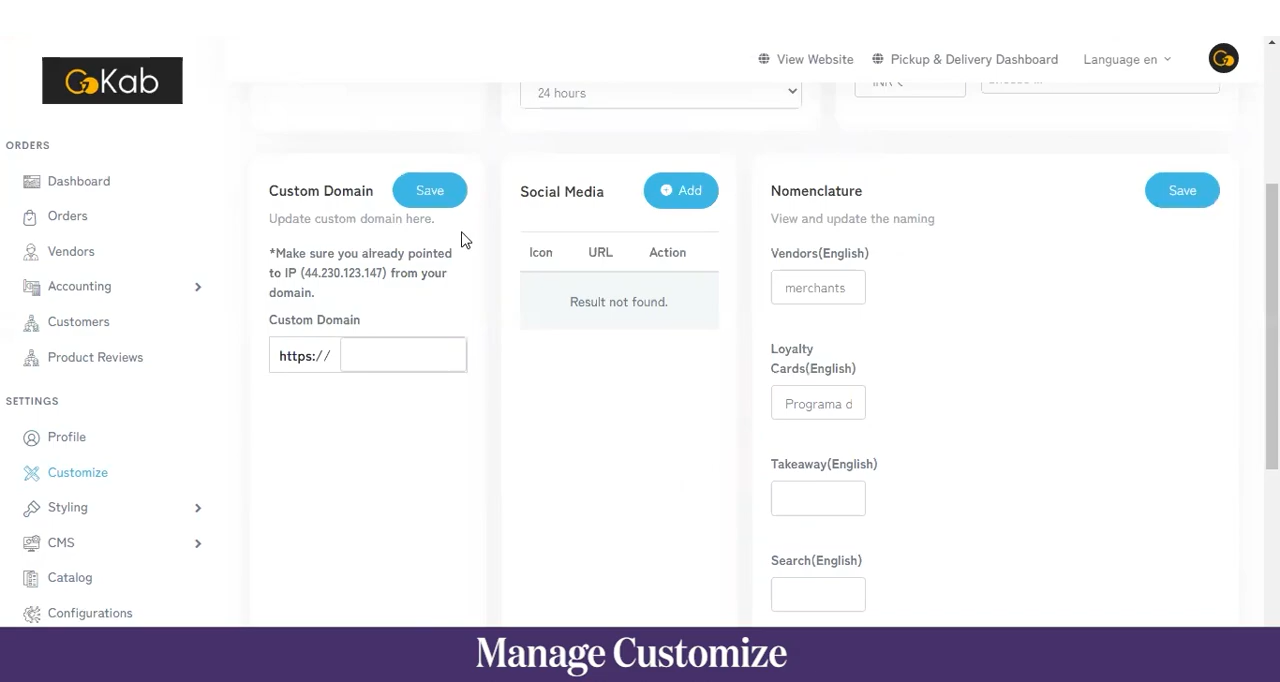 GoKab
View Website
Pickup & Delivery Dashboard
Language en
24 hours
ORDERS
Dashboard
Orders
Vendors
Accounting
Customers
Product Reviews
SETTINGS
Profile
Customize
Styling
CMS
Catalog
Configurations
Custom Domain
Save
Update custom domain here.
*Make sure you already pointed
to IP (44.230.123.147) from your
domain.
Custom Domain
https://
Social Media
Add
Icon URL Action
Result not found.
Nomenclature
Save
View and update the naming
Vendors(English)
merchants
Loyalty
Cards(English)
Programa d
Takeaway(English)
Search(English)
Manage Customize